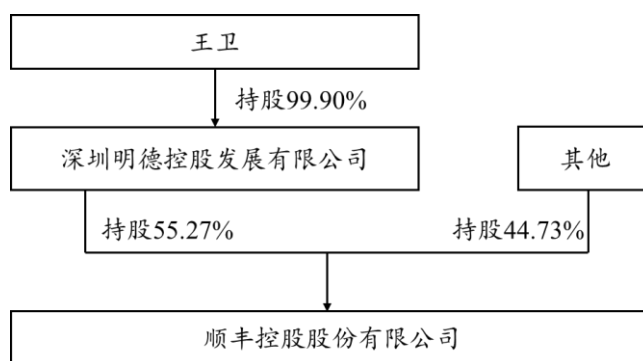 王卫
持股99.90%
深圳明德控股发展有限公司
其他
持股55.27%
持股44.73%
顺丰控股股份有限公司